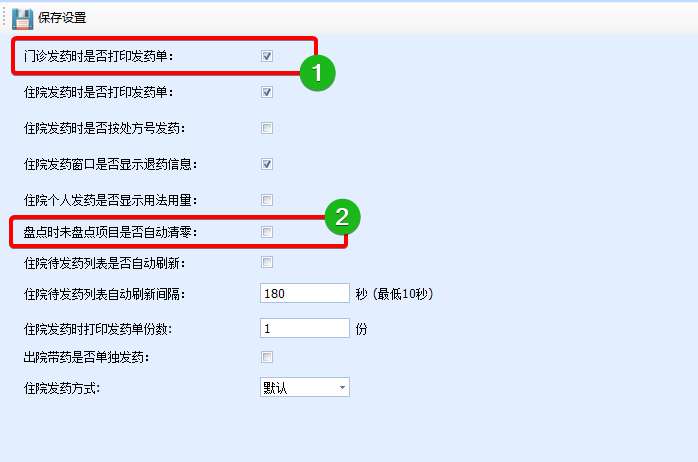 保存设置
门诊发药时是否打印发药单:
1
住院发药时是否打印发药单:
住院发药时是否按处方号发药:
住院发药窗口是否显示退药信息:
住院个人发药是否显示用法用量:
2
盘点时未盘点项目是否自动清零:
住院待发药列表是否自动刷新:
住院待发药列表自动刷新间隔: 180 秒 (最低10秒)
住院发药时打印发药单份数: 1 份
出院带药是否单独发药:
住院发药方式: 默认